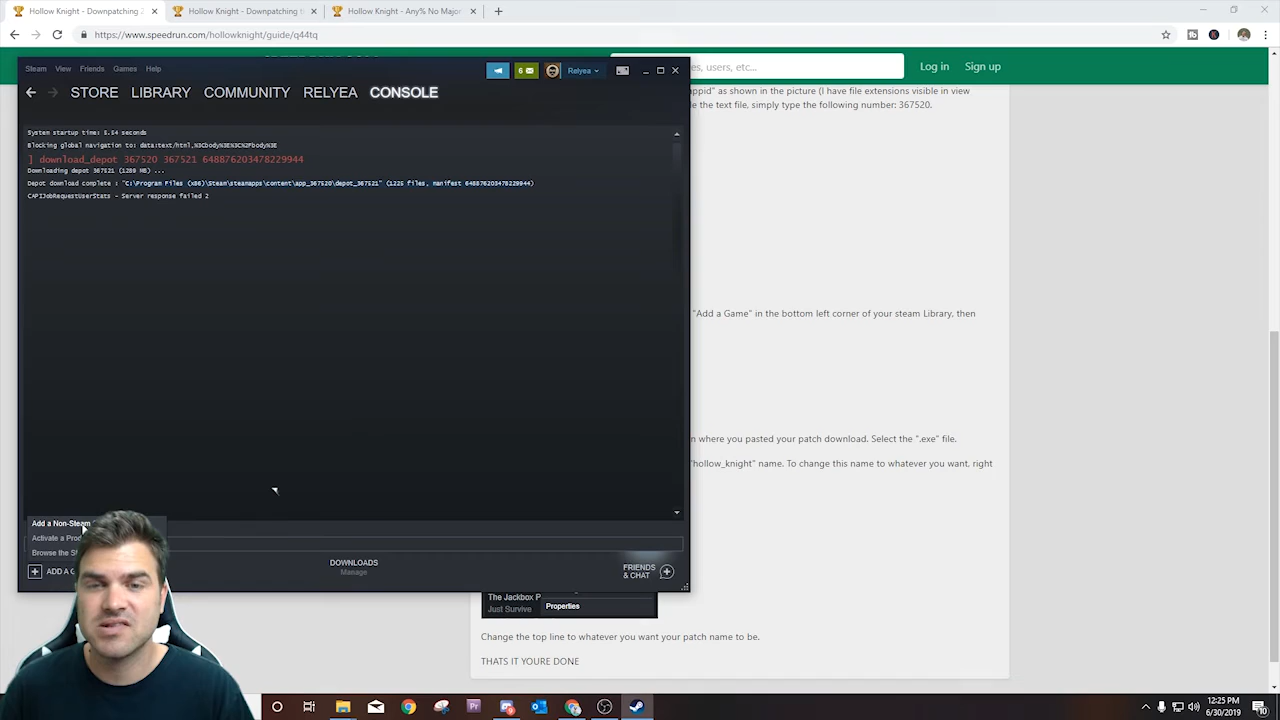 Hollow Knight - Downpatching
Hollow Knight - Downpatching t
Hollow Knight - Any% No Major
https://www.speedrun.com/hollowknight/guide/q44tq
es, users, etc...
Log in
Sign up
Steam View Friends Games Help
6
Relyea
STORE LIBRARY COMMUNITY RELYEA CONSOLE
appid" as shown in the picture (I have file extensions visible in view
le the text file, simply type the following number: 367520.
System startup time: 5.54 seconds
Blocking global navigation to: data:text/html,%3Cbody%3E%3C%2Fbody%3E
] download_depot 367520 367521 648876203478229944
Downloading depot 367521 (1289 MB) ...
Depot download complete : "C:\Program Files (x86)\Steam\steamapps\content\app_367520\depot_367521" (1225 files, manifest 648876203478229944)
CAPIJobRequestUserStats - Server response failed 2
"Add a Game" in the bottom left corner of your steam Library, then
n where you pasted your patch download. Select the ".exe" file.
"hollow_knight" name. To change this name to whatever you want, right
Add a Non-Steam
Activate a Prod
Browse the St
ADD A G
DOWNLOADS
Manage
FRIENDS
& CHAT
The Jackbox P
Just Survive
Properties
Change the top line to whatever you want your patch name to be.
THATS IT YOURE DONE
12:25 PM
6/30/2019
10